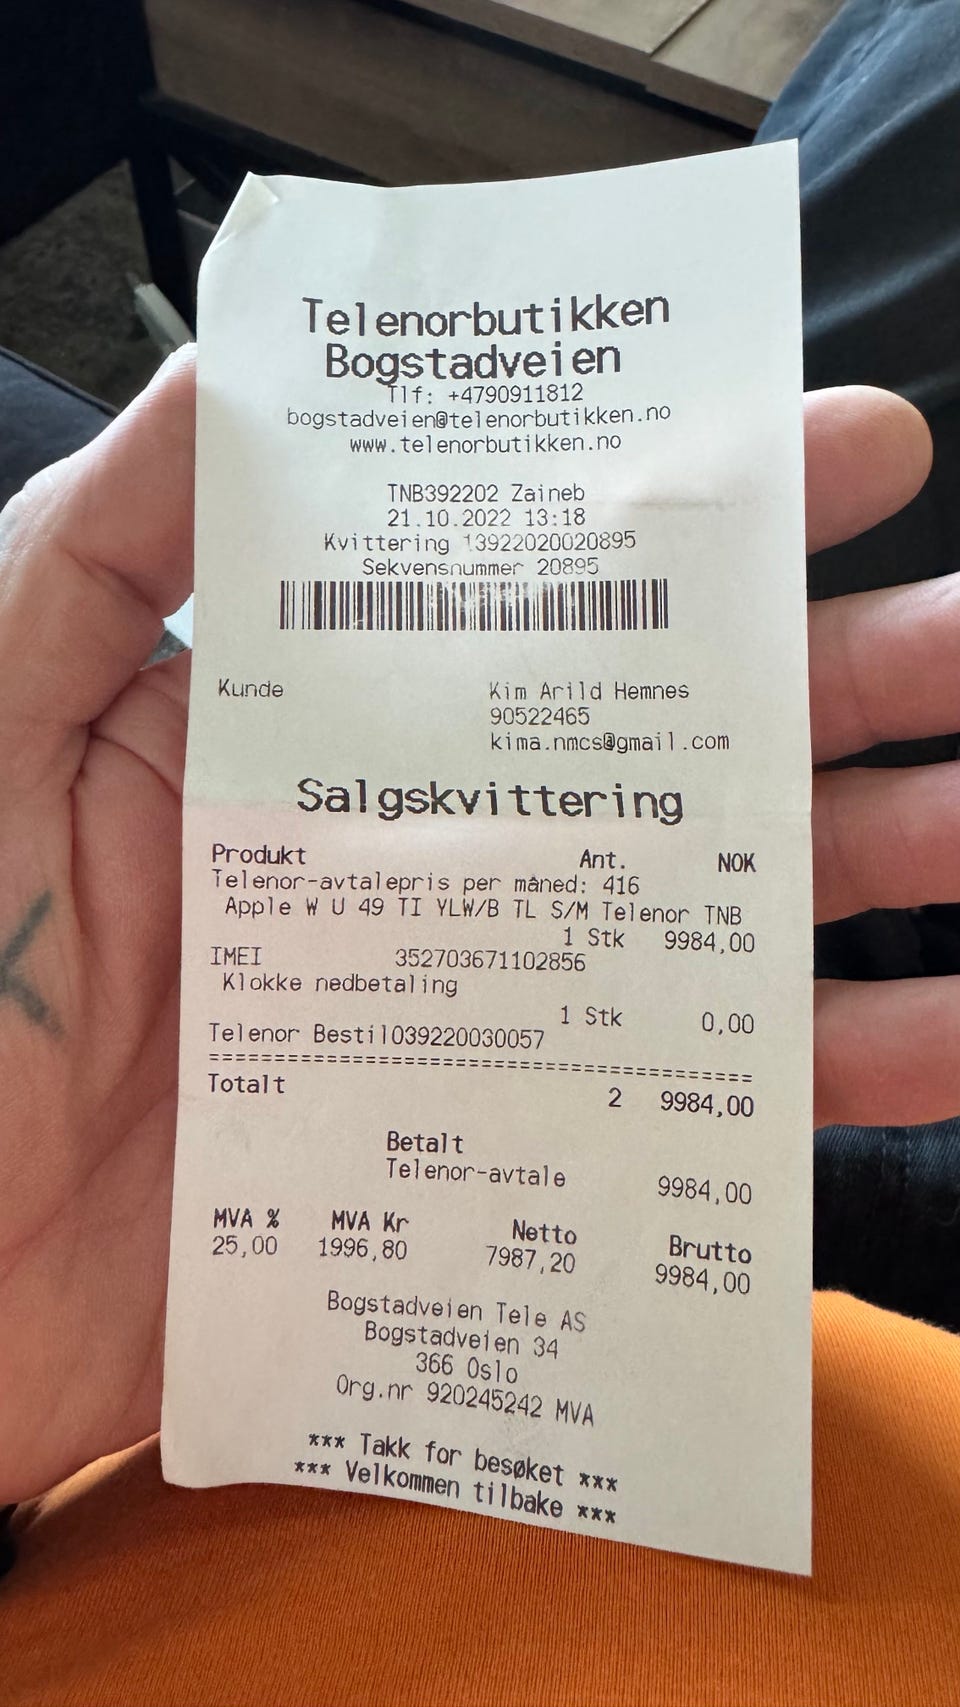 Telenorbutikken
Bogstadveien
Tlf: +4790911812
bogstadveien@telenorbutikken.no
www.telenorbutikken.no
TNB392202 Zaineb
21.10.2022 13:18
Kvittering 13922020020895
Sekvensnummer 20895
Kunde Kim Arild Hemnes
90522465
kima.nmcs@gmail.com
Salgskvittering
Produkt Ant. NOK
Telenor-avtalepris per måned: 416
Apple W U 49 TI YLW/B TL S/M Telenor TNB
1 Stk 9984,00
IMEI 352703671102856
Klokke nedbetaling
1 Stk 0,00
Telenor Bestil039220030057
==========================================
Totalt 2 9984,00
Betalt
Telenor-avtale 9984,00
MVA % MVA Kr Netto Brutto
25,00 1996,80 7987,20 9984,00
Bogstadveien Tele AS
Bogstadveien 34
366 Oslo
Org.nr 920245242 MVA
*** Takk for besøket ***
*** Velkommen tilbake ***